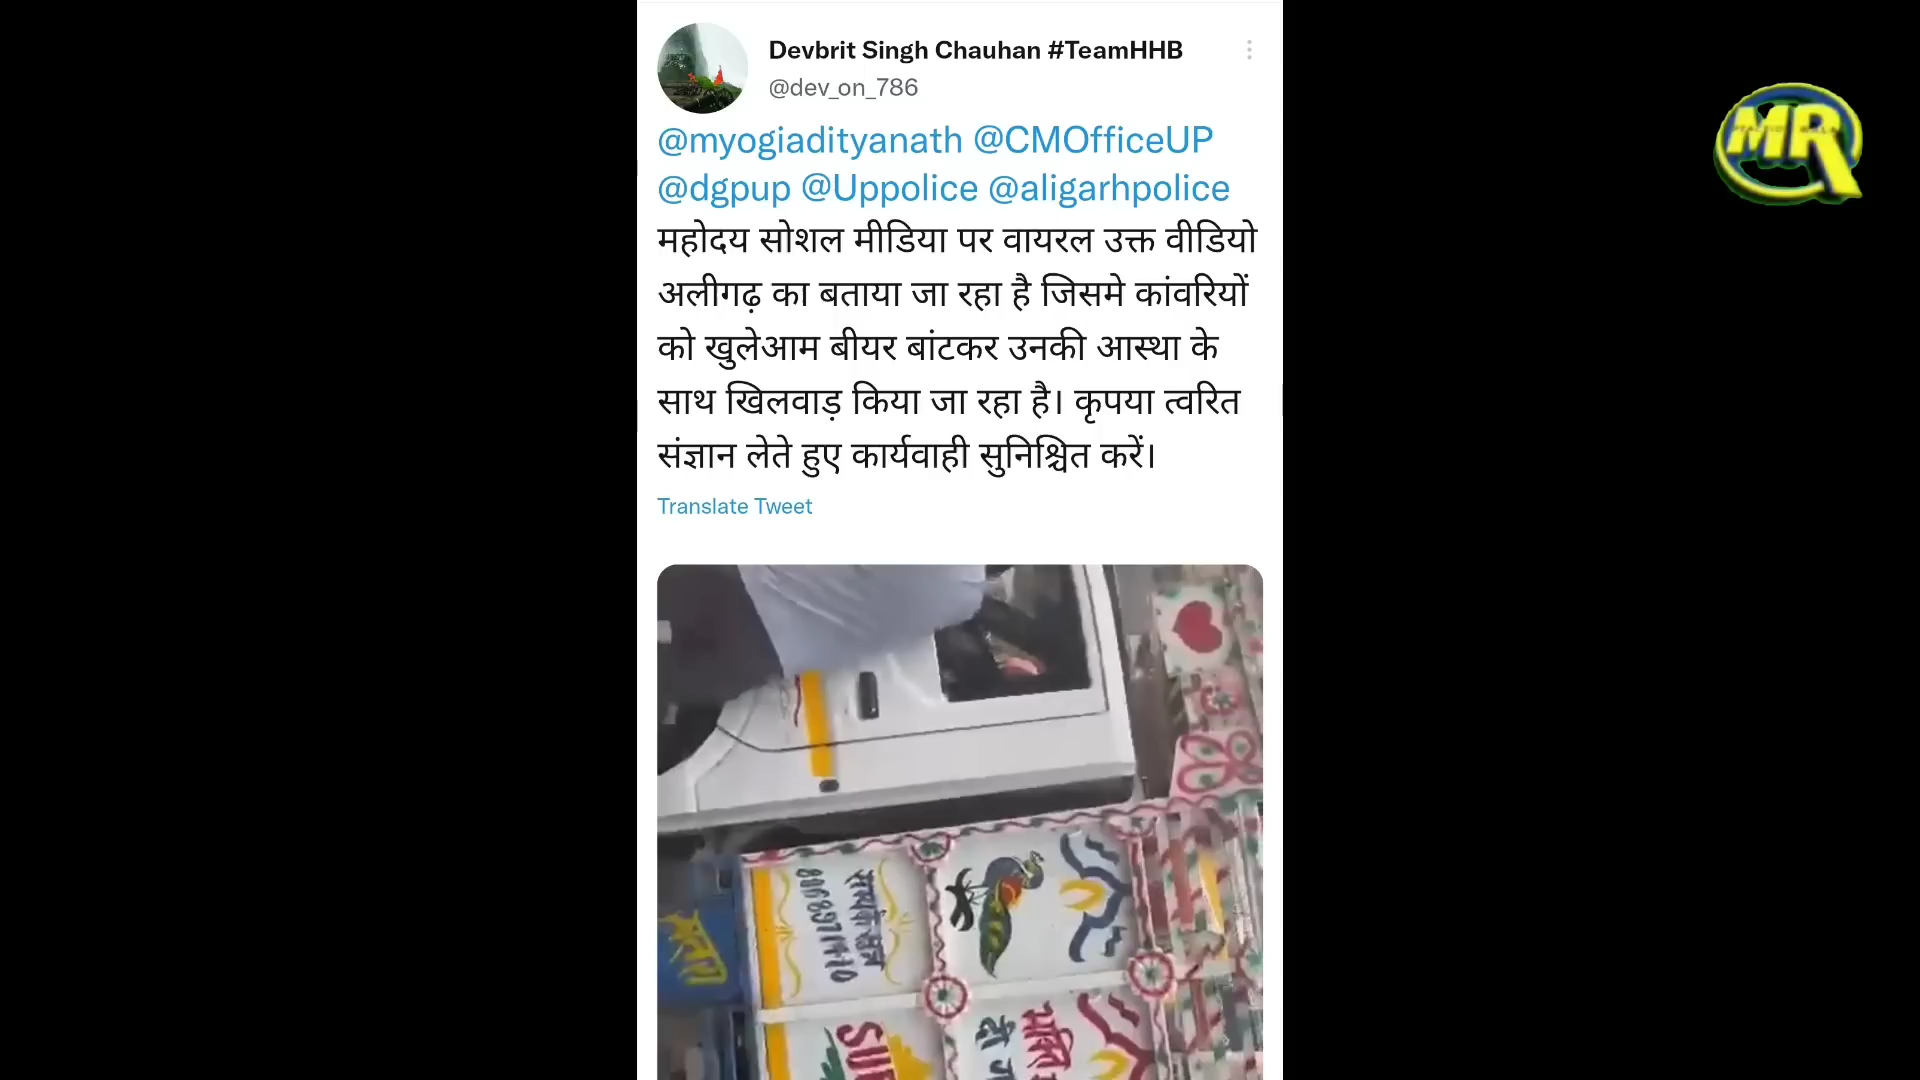 Devbrit Singh Chauhan #TeamHHB
@dev_on_786
@myogiadityanath @CMOfficeUP
@dgpup @Uppolice @aligarhpolice
महोदय सोशल मीडिया पर वायरल उक्त वीडियो
अलीगढ़ का बताया जा रहा है जिसमे कांवरियों
को खुलेआम बीयर बांटकर उनकी आस्था के
साथ खिलवाड़ किया जा रहा है। कृपया त्वरित
संज्ञान लेते हुए कार्यवाही सुनिश्चित करें।
Translate Tweet
MR